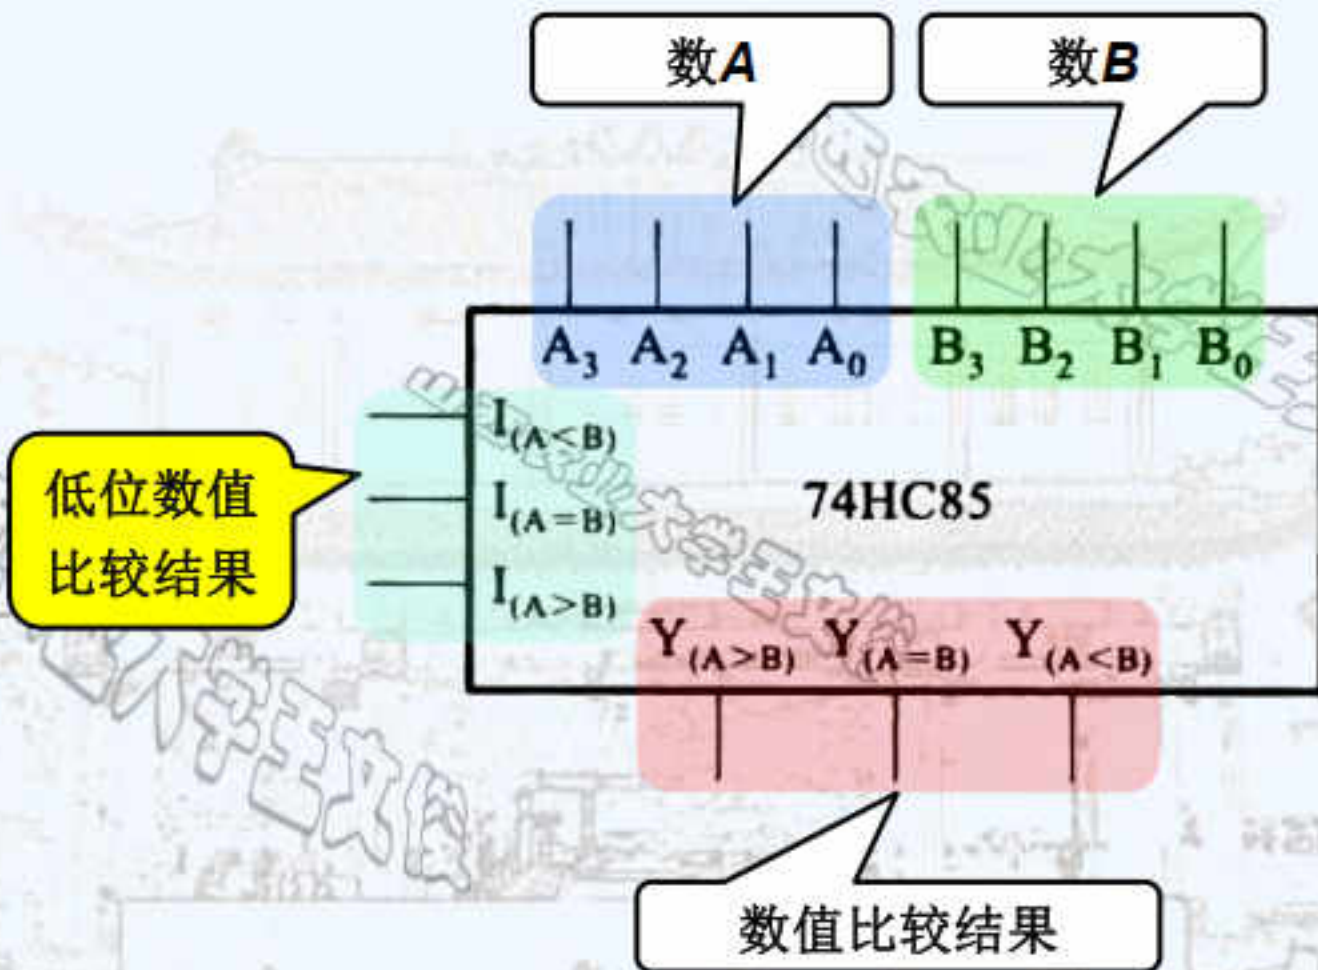 数A
数B
A₃ A₂ A₁ A₀ B₃ B₂ B₁ B₀
I(A<B)
低位数值
比较结果
I(A=B)
74HC85
I(A>B)
Y(A>B) Y(A=B) Y(A<B)
数值比较结果